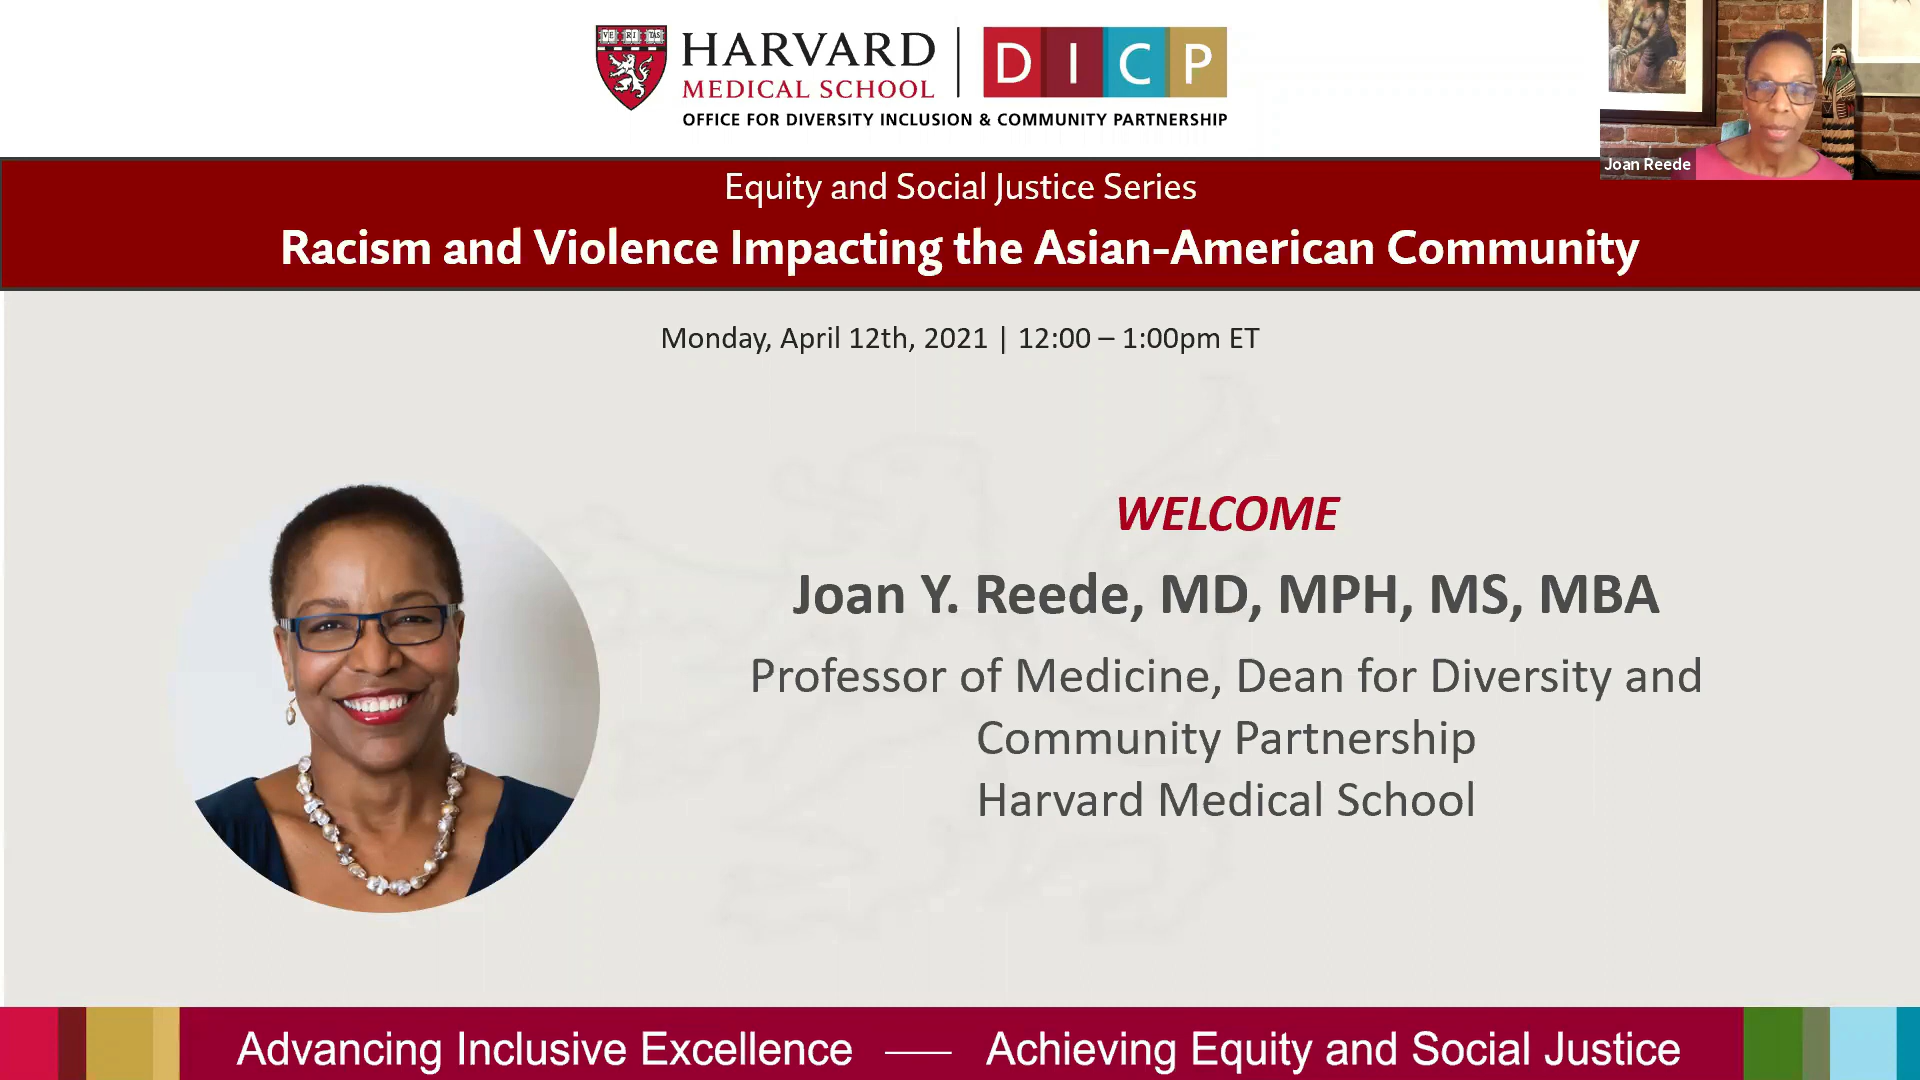 VE RI TAS
HARVARD
MEDICAL SCHOOL
DICP
OFFICE FOR DIVERSITY INCLUSION & COMMUNITY PARTNERSHIP
Joan Reede
Equity and Social Justice Series
Racism and Violence Impacting the Asian-American Community
Monday, April 12th, 2021 | 12:00 – 1:00pm ET
WELCOME
Joan Y. Reede, MD, MPH, MS, MBA
Professor of Medicine, Dean for Diversity and
Community Partnership
Harvard Medical School
Advancing Inclusive Excellence —— Achieving Equity and Social Justice